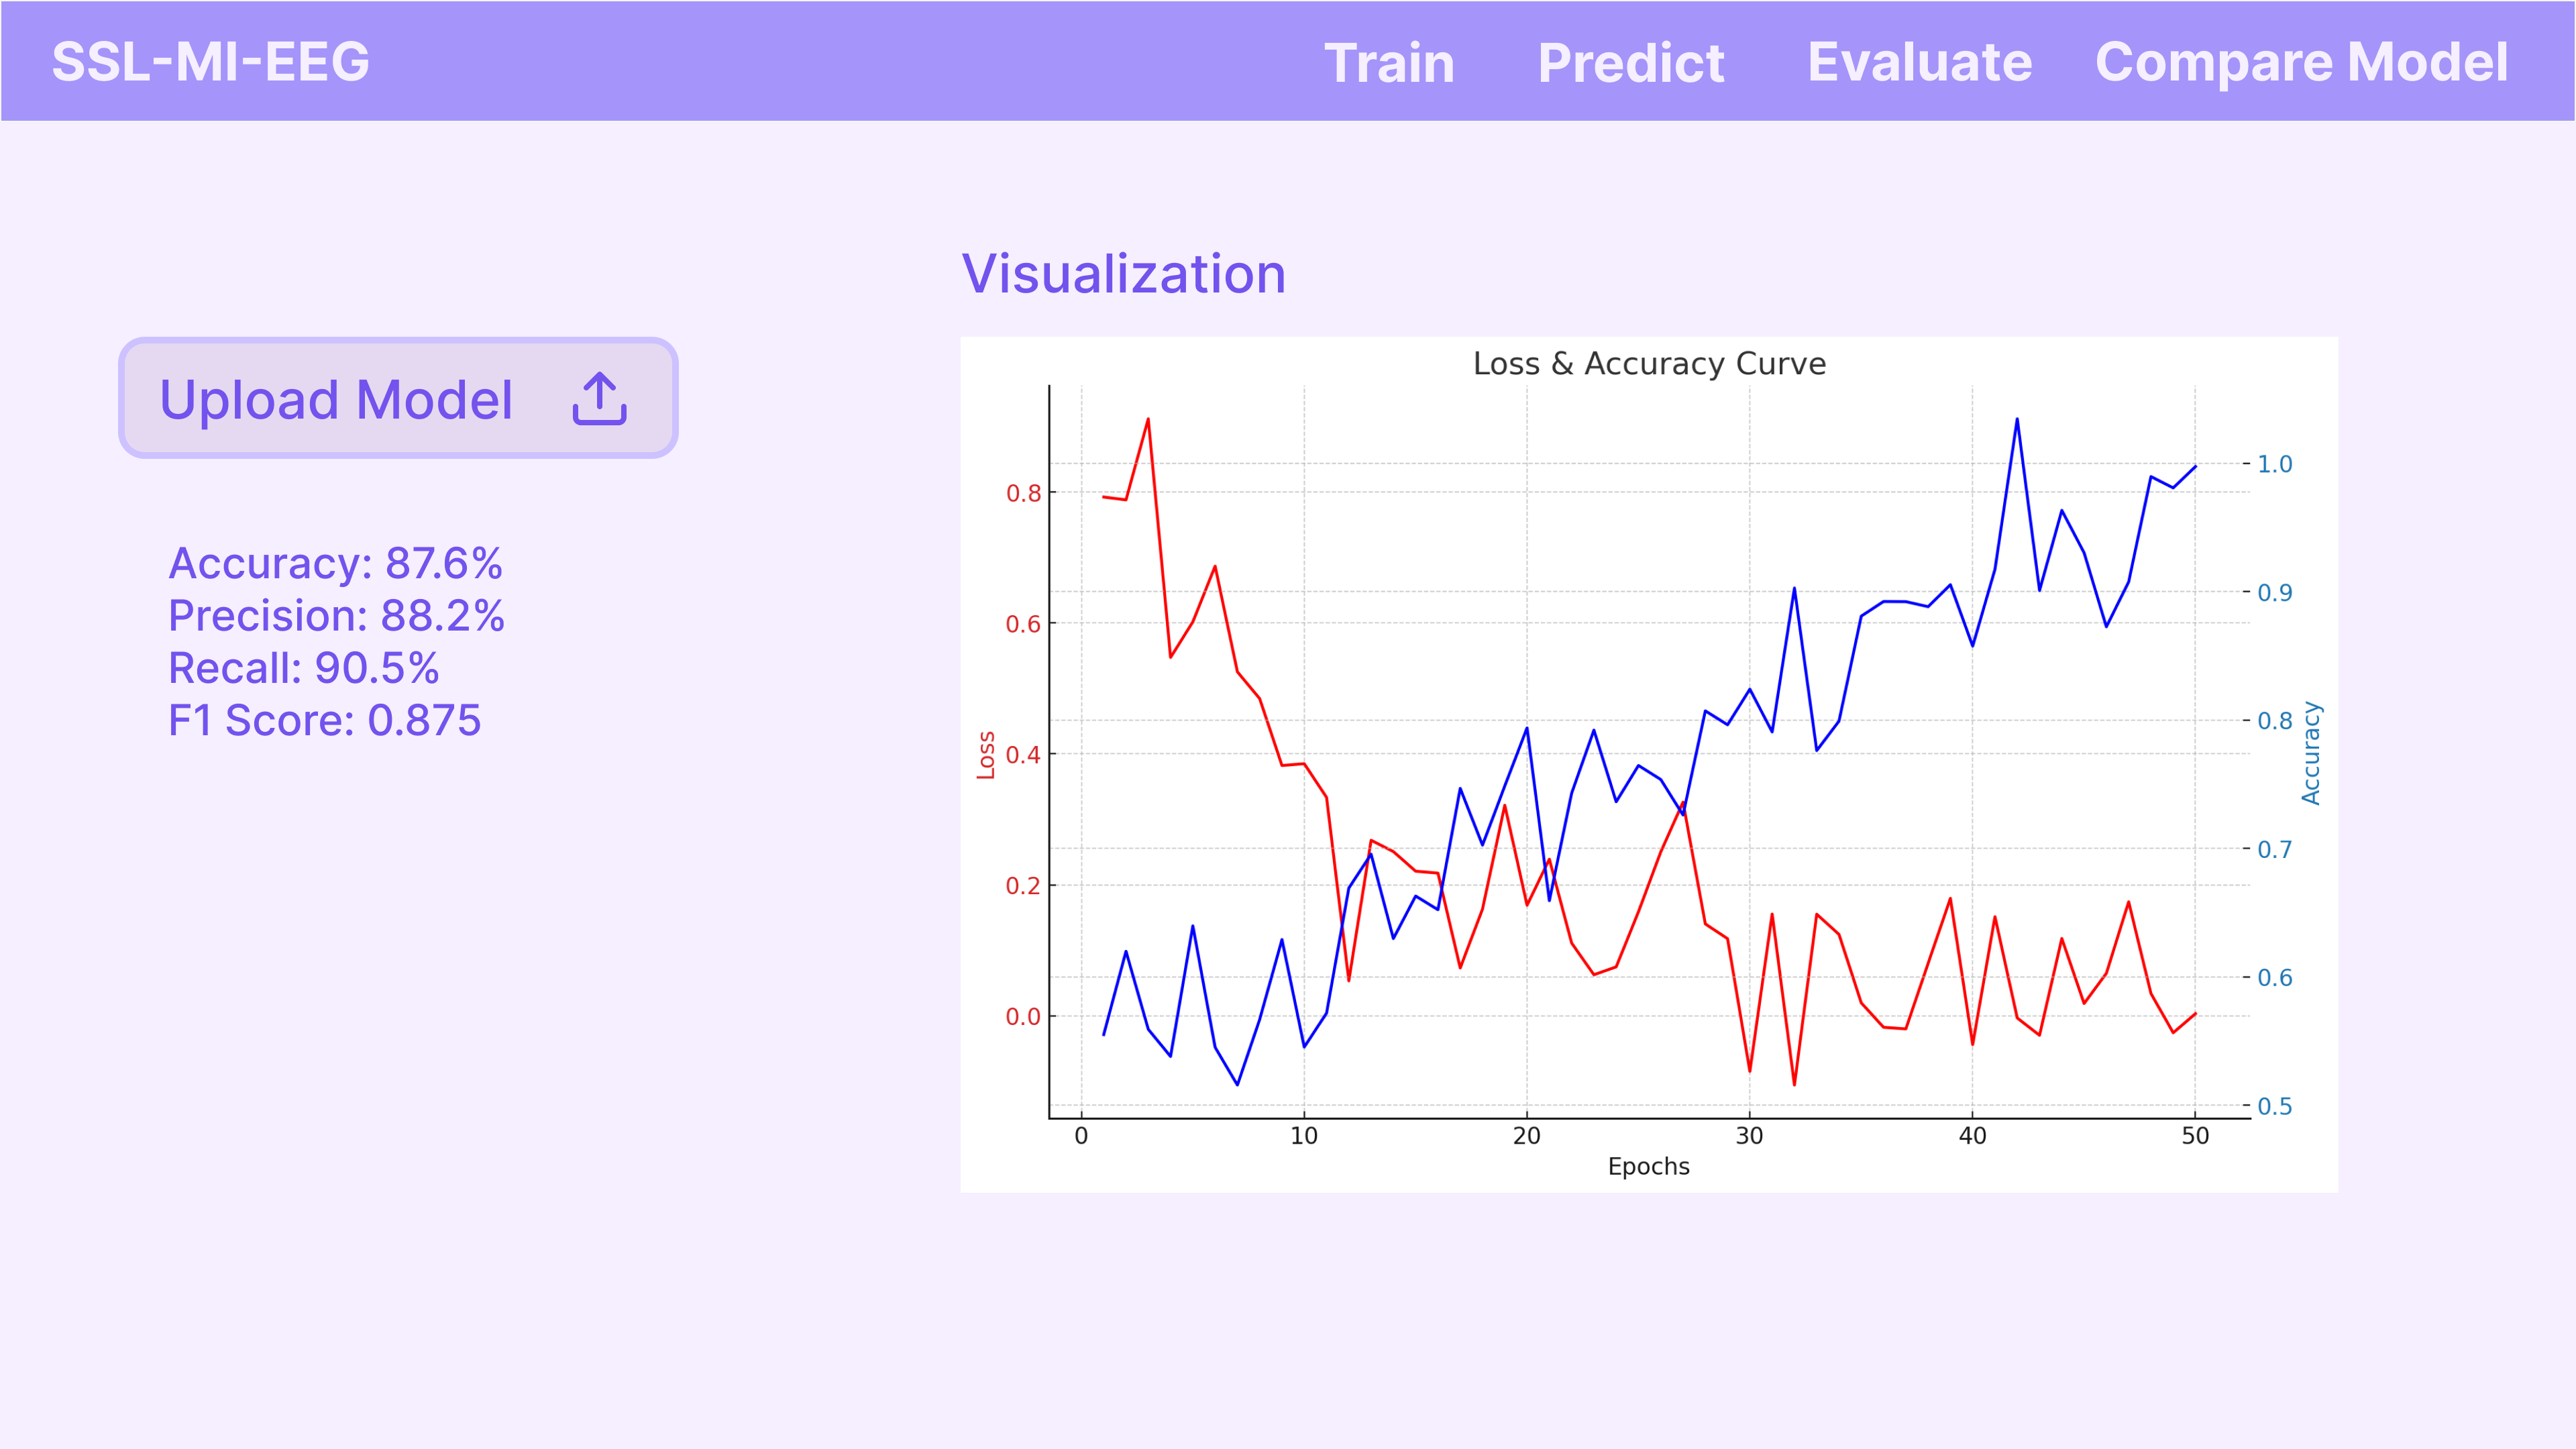 SSL-MI-EEG
Train Predict Evaluate Compare Model
Visualization
Upload Model
Accuracy: 87.6%
Precision: 88.2%
Recall: 90.5%
F1 Score: 0.875
Loss & Accuracy Curve
Loss
0.8
0.6
0.4
0.2
0.0
1.0
0.9
0.8
0.7
0.6
0.5
Accuracy
0 10 20 30 40 50
Epochs